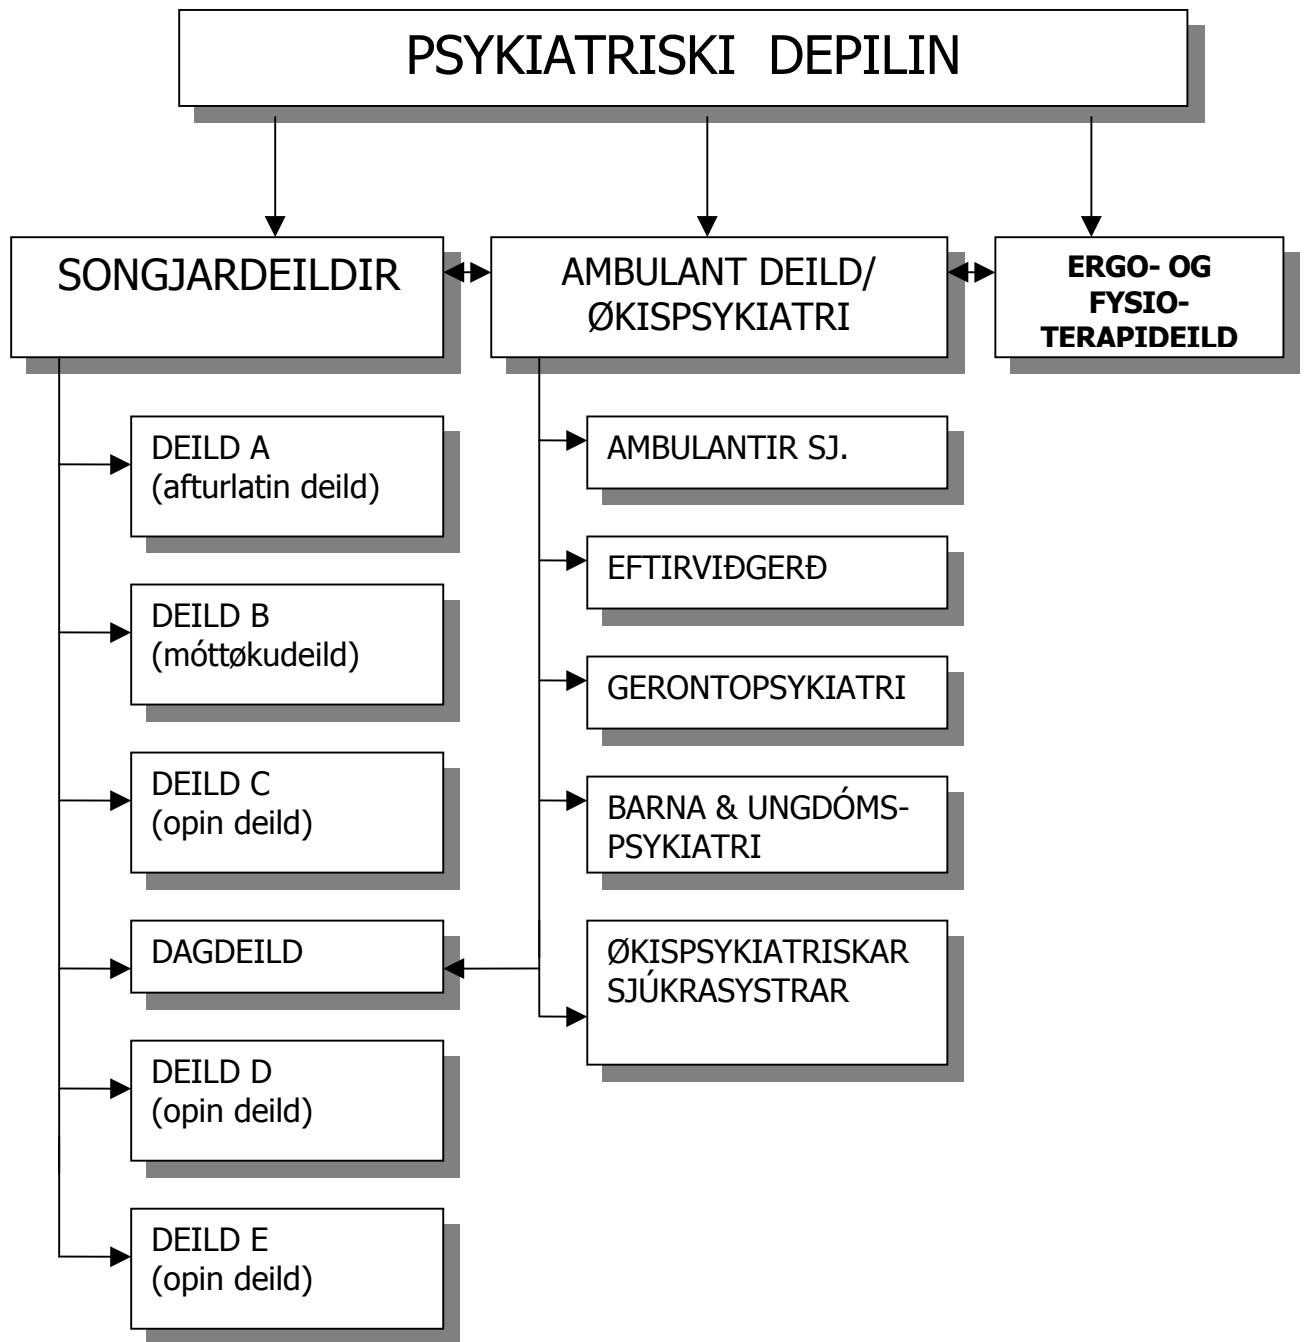 PSYKIATRISKI DEPILIN
SONGJARDEILDIR
AMBULANT DEILD/
ØKISPSYKIATRI
ERGO- OG
FYSIO-
TERAPIDEILD
DEILD A
(afturlatin deild)
DEILD B
(móttøkudeild)
DEILD C
(opin deild)
DAGDEILD
DEILD D
(opin deild)
DEILD E
(opin deild)
AMBULANTIR SJ.
EFTIRVIÐGERÐ
GERONTOPSYKIATRI
BARNA & UNGDÓMS-
PSYKIATRI
ØKISPSYKIATRISKAR
SJÚKRASYSTRAR